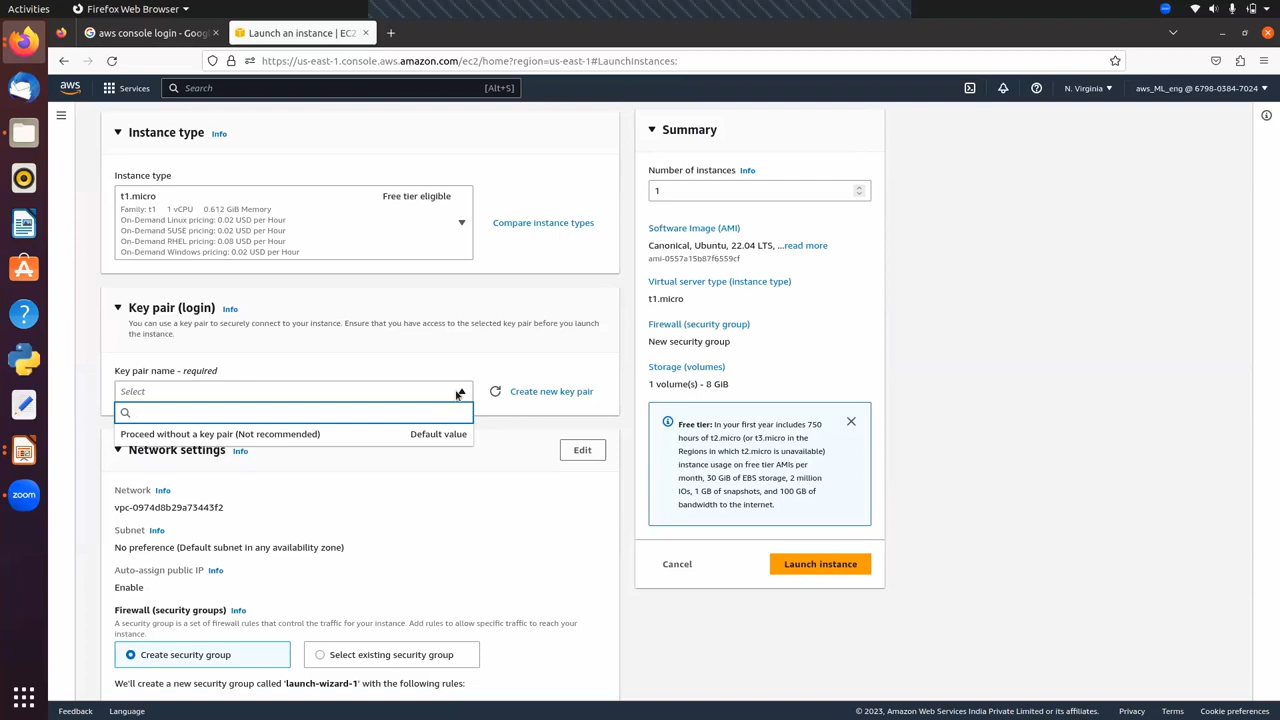 Activities
Firefox Web Browser
aws console login - Goog
Launch an instance | EC2
https://us-east-1.console.aws.amazon.com/ec2/home?region=us-east-1#LaunchInstances:
aws
Services
Search
[Alt+S]
N. Virginia
aws_ML_eng @ 6798-0384-7024
Instance type
Info
Instance type
t1.micro
Free tier eligible
Family: t1 1 vCPU 0.612 GiB Memory
On-Demand Linux pricing: 0.02 USD per Hour
On-Demand SUSE pricing: 0.02 USD per Hour
On-Demand RHEL pricing: 0.08 USD per Hour
On-Demand Windows pricing: 0.02 USD per Hour
Compare instance types
Key pair (login)
Info
You can use a key pair to securely connect to your instance. Ensure that you have access to the selected key pair before you launch
the instance.
Key pair name - required
Select
Create new key pair
Proceed without a key pair (Not recommended)
Default value
Network settings
Info
Edit
Network
Info
vpc-0974d8b29a73443f2
Subnet
Info
No preference (Default subnet in any availability zone)
Auto-assign public IP
Info
Enable
Firewall (security groups)
Info
A security group is a set of firewall rules that control the traffic for your instance. Add rules to allow specific traffic to reach your
instance.
Create security group
Select existing security group
We'll create a new security group called 'launch-wizard-1' with the following rules:
Summary
Number of instances
Info
1
Software Image (AMI)
Canonical, Ubuntu, 22.04 LTS, ...read more
ami-0557a15b87f6559cf
Virtual server type (instance type)
t1.micro
Firewall (security group)
New security group
Storage (volumes)
1 volume(s) - 8 GiB
Free tier: In your first year includes 750
hours of t2.micro (or t3.micro in the
Regions in which t2.micro is unavailable)
instance usage on free tier AMIs per
month, 30 GiB of EBS storage, 2 million
IOs, 1 GB of snapshots, and 100 GB of
bandwidth to the internet.
Cancel
Launch instance
zoom
Feedback
Language
© 2023, Amazon Web Services India Private Limited or its affiliates.
Privacy
Terms
Cookie preferences